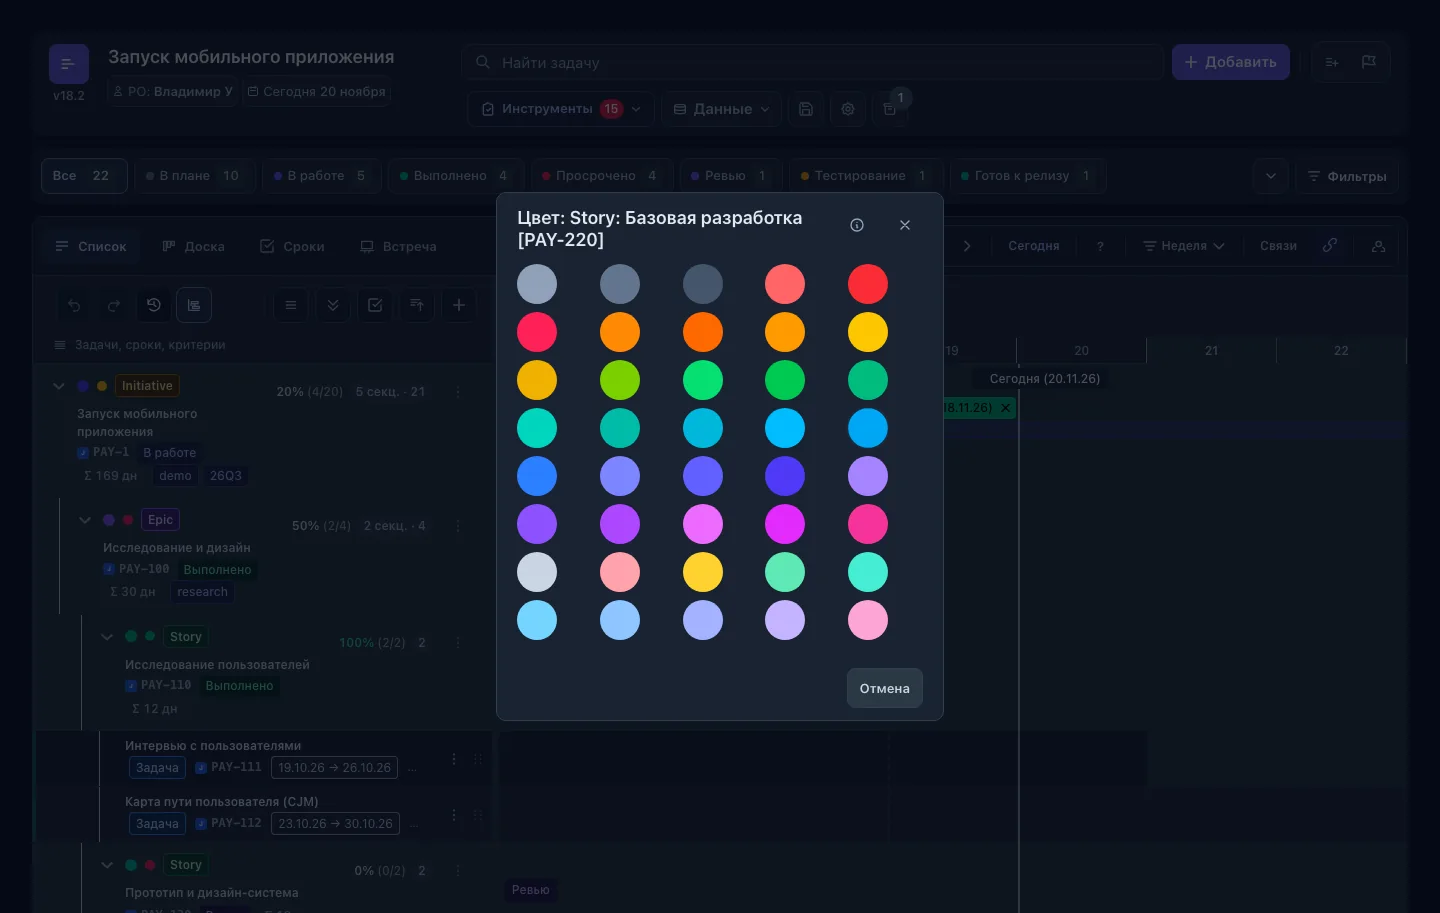 Запуск мобильного приложения
Найти задачу
Добавить
v18.2
PO: Владимир У
Сегодня 20 ноября
Инструменты 15
Данные
1
Все 22
В плане 10
В работе 5
Выполнено 4
Просрочено 4
Ревью 1
Тестирование 1
Готов к релизу 1
Фильтры
Цвет: Story: Базовая разработка
[PAY-220]
Отмена
Список
Доска
Сроки
Встреча
Сегодня
?
Неделя
Связи
Задачи, сроки, критерии
19
20
21
22
Сегодня (20.11.26)
18.11.26)
Initiative
20% (4/20)
5 секц. · 21
Запуск мобильного
приложения
PAY-1
В работе
Σ 169 дн
demo
26Q3
Epic
50% (2/4)
2 секц. · 4
Исследование и дизайн
PAY-100
Выполнено
Σ 30 дн
research
Story
100% (2/2)
2
Исследование пользователей
PAY-110
Выполнено
Σ 12 дн
Интервью с пользователями
Задача
PAY-111
19.10.26 → 26.10.26
...
Карта пути пользователя (CJM)
Задача
PAY-112
23.10.26 → 30.10.26
...
Story
0% (0/2)
2
Прототип и дизайн-система
Ревью